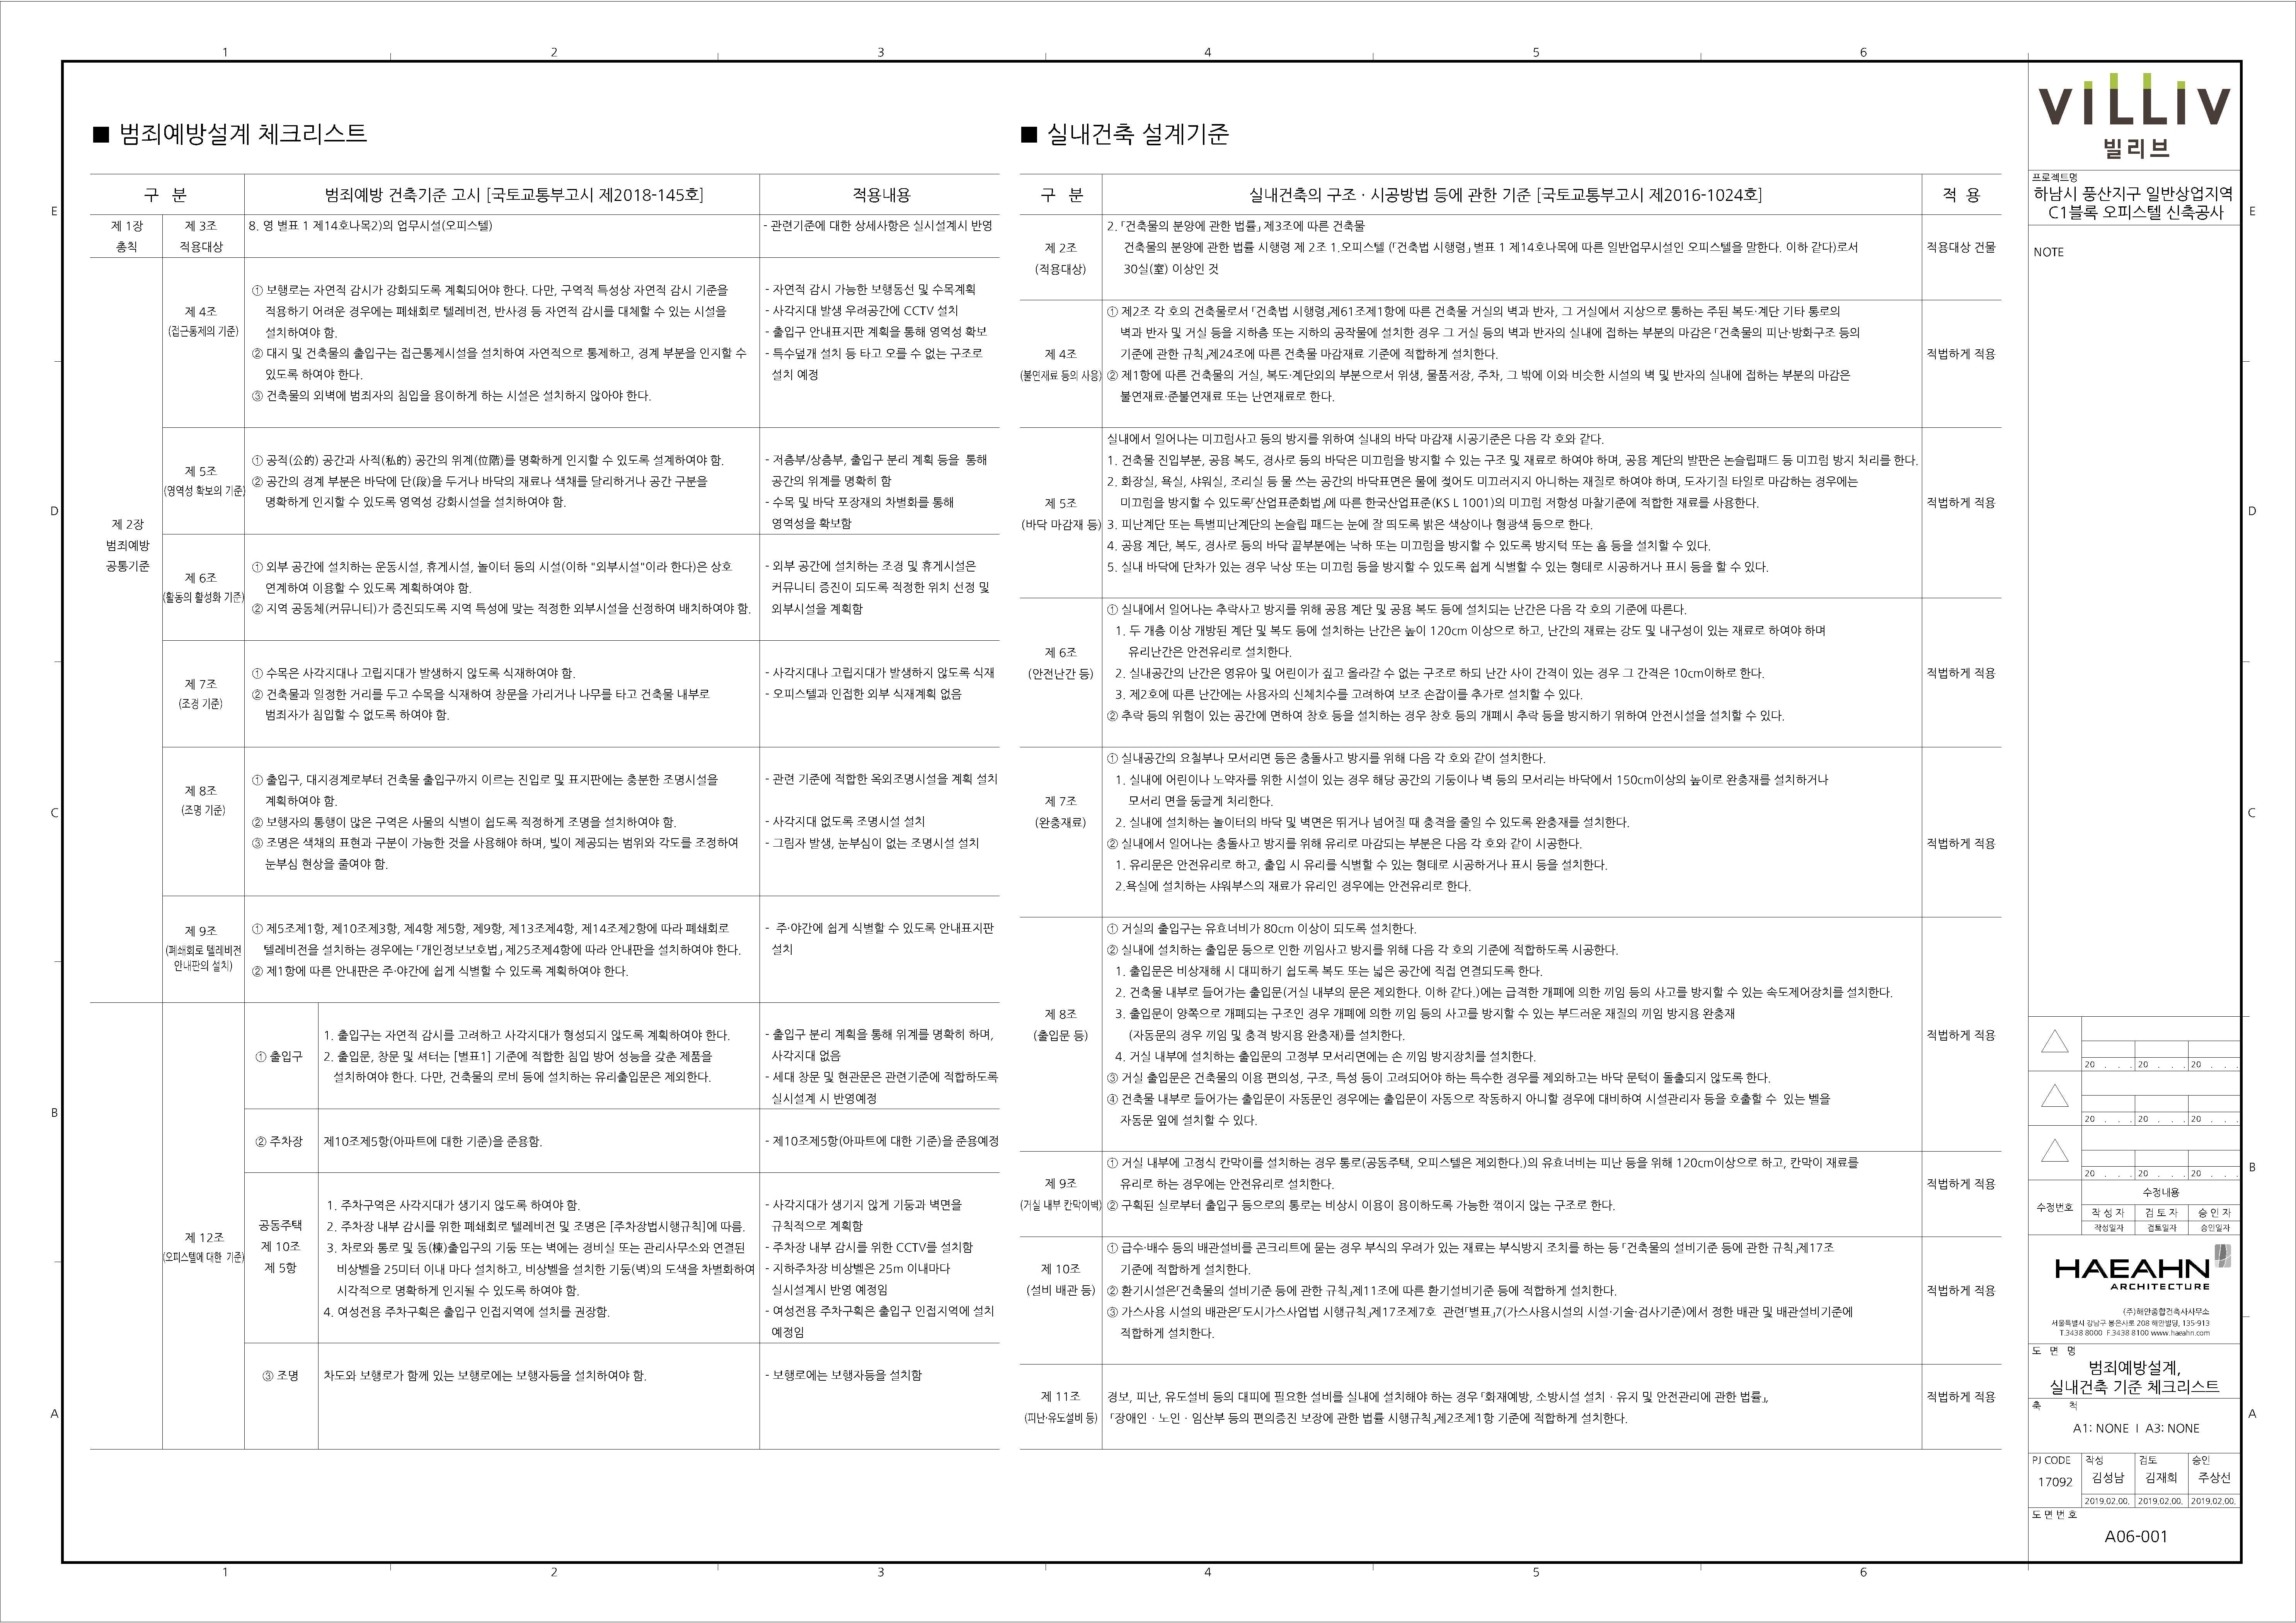 1 2 3 4 5 6
■ 범죄예방설계 체크리스트
구 분
범죄예방 건축기준 고시 [국토교통부고시 제2018-145호]
적용내용
제 1장
총칙
제 3조
적용대상
8. 영 별표 1 제14호나목2)의 업무시설(오피스텔)
- 관련기준에 대한 상세사항은 실시설계시 반영
제 2장
범죄예방
공통기준
제 4조
(접근통제의 기준)
① 보행로는 자연적 감시가 강화되도록 계획되어야 한다. 다만, 구역적 특성상 자연적 감시 기준을
적용하기 어려운 경우에는 폐쇄회로 텔레비전, 반사경 등 자연적 감시를 대체할 수 있는 시설을
설치하여야 함.
② 대지 및 건축물의 출입구는 접근통제시설을 설치하여 자연적으로 통제하고, 경계 부분을 인지할 수
있도록 하여야 한다.
③ 건축물의 외벽에 범죄자의 침입을 용이하게 하는 시설은 설치하지 않아야 한다.
- 자연적 감시 가능한 보행동선 및 수목계획
- 사각지대 발생 우려공간에 CCTV 설치
- 출입구 안내표지판 계획을 통해 영역성 확보
- 특수덮개 설치 등 타고 오를 수 없는 구조로
설치 예정
제 5조
(영역성 확보의 기준)
① 공적(公的) 공간과 사적(私的) 공간의 위계(位階)를 명확하게 인지할 수 있도록 설계하여야 함.
② 공간의 경계 부분은 바닥에 단(段)을 두거나 바닥의 재료나 색채를 달리하거나 공간 구분을
명확하게 인지할 수 있도록 영역성 강화시설을 설치하여야 함.
- 저층부/상층부, 출입구 분리 계획 등을 통해
공간의 위계를 명확히 함
- 수목 및 바닥 포장재의 차별화를 통해
영역성을 확보함
제 6조
(활동의 활성화 기준)
① 외부 공간에 설치하는 운동시설, 휴게시설, 놀이터 등의 시설(이하 "외부시설"이라 한다)은 상호
연계하여 이용할 수 있도록 계획하여야 함.
② 지역 공동체(커뮤니티)가 증진되도록 지역 특성에 맞는 적정한 외부시설을 선정하여 배치하여야 함.
- 외부 공간에 설치하는 조경 및 휴게시설은
커뮤니티 증진이 되도록 적정한 위치 선정 및
외부시설을 계획함
제 7조
(조경 기준)
① 수목은 사각지대나 고립지대가 발생하지 않도록 식재하여야 함.
② 건축물과 일정한 거리를 두고 수목을 식재하여 창문을 가리거나 나무를 타고 건축물 내부로
범죄자가 침입할 수 없도록 하여야 함.
- 사각지대나 고립지대가 발생하지 않도록 식재
- 오피스텔과 인접한 외부 식재계획 없음
제 8조
(조명 기준)
① 출입구, 대지경계로부터 건축물 출입구까지 이르는 진입로 및 표지판에는 충분한 조명시설을
계획하여야 함.
② 보행자의 통행이 많은 구역은 사물의 식별이 쉽도록 적정하게 조명을 설치하여야 함.
③ 조명은 색채의 표현과 구분이 가능한 것을 사용해야 하며, 빛이 제공되는 범위와 각도를 조정하여
눈부심 현상을 줄여야 함.
- 관련 기준에 적합한 옥외조명시설을 계획 설치
- 사각지대 없도록 조명시설 설치
- 그림자 발생, 눈부심이 없는 조명시설 설치
제 9조
(폐쇄회로 텔레비전
안내판의 설치)
① 제5조제1항, 제10조제3항, 제4항 제5항, 제9항, 제13조제4항, 제14조제2항에 따라 폐쇄회로
텔레비전을 설치하는 경우에는 「개인정보보호법」 제25조제4항에 따라 안내판을 설치하여야 한다.
② 제1항에 따른 안내판은 주·야간에 쉽게 식별할 수 있도록 계획하여야 한다.
- 주·야간에 쉽게 식별할 수 있도록 안내표지판
설치
제 12조
(오피스텔에 대한 기준)
① 출입구
1. 출입구는 자연적 감시를 고려하고 사각지대가 형성되지 않도록 계획하여야 한다.
2. 출입문, 창문 및 셔터는 [별표1] 기준에 적합한 침입 방어 성능을 갖춘 제품을
설치하여야 한다. 다만, 건축물의 로비 등에 설치하는 유리출입문은 제외한다.
- 출입구 분리 계획을 통해 위계를 명확히 하며,
사각지대 없음
- 세대 창문 및 현관문은 관련기준에 적합하도록
실시설계 시 반영예정
② 주차장
제10조제5항(아파트에 대한 기준)을 준용함.
- 제10조제5항(아파트에 대한 기준)을 준용예정
공동주택
제 10조
제 5항
1. 주차구역은 사각지대가 생기지 않도록 하여야 함.
2. 주차장 내부 감시를 위한 폐쇄회로 텔레비전 및 조명은 [주차장법시행규칙]에 따름.
3. 차로와 통로 및 동(棟)출입구의 기둥 또는 벽에는 경비실 또는 관리사무소와 연결된
비상벨을 25미터 이내 마다 설치하고, 비상벨을 설치한 기둥(벽)의 도색을 차별화하여
시각적으로 명확하게 인지될 수 있도록 하여야 함.
4. 여성전용 주차구획은 출입구 인접지역에 설치를 권장함.
- 사각지대가 생기지 않게 기둥과 벽면을
규칙적으로 계획함
- 주차장 내부 감시를 위한 CCTV를 설치함
- 지하주차장 비상벨은 25m 이내마다
실시설계시 반영 예정임
- 여성전용 주차구획은 출입구 인접지역에 설치
예정임
③ 조명
차도와 보행로가 함께 있는 보행로에는 보행자등을 설치하여야 함.
- 보행로에는 보행자등을 설치함
■ 실내건축 설계기준
구 분
실내건축의 구조 · 시공방법 등에 관한 기준 [국토교통부고시 제2016-1024호]
적 용
제 2조
(적용대상)
2. 「건축물의 분양에 관한 법률」 제3조에 따른 건축물
건축물의 분양에 관한 법률 시행령 제 2조 1.오피스텔 (「건축법 시행령」 별표 1 제14호나목에 따른 일반업무시설인 오피스텔을 말한다. 이하 같다)로서
30실(室) 이상인 것
적용대상 건물
제 4조
(불연재료 등의 사용)
① 제2조 각 호의 건축물로서 「건축법 시행령」제61조제1항에 따른 건축물 거실의 벽과 반자, 그 거실에서 지상으로 통하는 주된 복도·계단 기타 통로의
벽과 반자 및 거실 등을 지하층 또는 지하의 공작물에 설치한 경우 그 거실 등의 벽과 반자의 실내에 접하는 부분의 마감은 「건축물의 피난·방화구조 등의
기준에 관한 규칙」제24조에 따른 건축물 마감재료 기준에 적합하게 설치한다.
② 제1항에 따른 건축물의 거실, 복도·계단외의 부분으로서 위생, 물품저장, 주차, 그 밖에 이와 비슷한 시설의 벽 및 반자의 실내에 접하는 부분의 마감은
불연재료·준불연재료 또는 난연재료로 한다.
직법하게 적용
제 5조
(바닥 마감재 등)
실내에서 일어나는 미끄럼사고 등의 방지를 위하여 실내의 바닥 마감재 시공기준은 다음 각 호와 같다.
1. 건축물 진입부분, 공용 복도, 경사로 등의 바닥은 미끄럼을 방지할 수 있는 구조 및 재료로 하여야 하며, 공용 계단의 발판은 논슬립패드 등 미끄럼 방지 처리를 한다.
2. 화장실, 욕실, 샤워실, 조리실 등 물 쓰는 공간의 바닥표면은 물에 젖어도 미끄러지지 아니하는 재질로 하여야 하며, 도자기질 타일로 마감하는 경우에는
미끄럼을 방지할 수 있도록「산업표준화법」에 따른 한국산업표준(KS L 1001)의 미끄럼 저항성 마찰기준에 적합한 재료를 사용한다.
3. 피난계단 또는 특별피난계단의 논슬립 패드는 눈에 잘 띄도록 밝은 색상이나 형광색 등으로 한다.
4. 공용 계단, 복도, 경사로 등의 바닥 끝부분에는 낙하 또는 미끄럼을 방지할 수 있도록 방지턱 또는 홈 등을 설치할 수 있다.
5. 실내 바닥에 단차가 있는 경우 낙상 또는 미끄럼 등을 방지할 수 있도록 쉽게 식별할 수 있는 형태로 시공하거나 표시 등을 할 수 있다.
적법하게 적용
제 6조
(안전난간 등)
① 실내에서 일어나는 추락사고 방지를 위해 공용 계단 및 공용 복도 등에 설치되는 난간은 다음 각 호의 기준에 따른다.
1. 두 개층 이상 개방된 계단 및 복도 등에 설치하는 난간은 높이 120cm 이상으로 하고, 난간의 재료는 강도 및 내구성이 있는 재료로 하여야 하며
유리난간은 안전유리로 설치한다.
2. 실내공간의 난간은 영유아 및 어린이가 짚고 올라갈 수 없는 구조로 하되 난간 사이 간격이 있는 경우 그 간격은 10cm이하로 한다.
3. 제2호에 따른 난간에는 사용자의 신체치수를 고려하여 보조 손잡이를 추가로 설치할 수 있다.
② 추락 등의 위험이 있는 공간에 면하여 창호 등을 설치하는 경우 창호 등의 개폐시 추락 등을 방지하기 위하여 안전시설을 설치할 수 있다.
적법하게 적용
제 7조
(완충재료)
① 실내공간의 요철부나 모서리면 등은 충돌사고 방지를 위해 다음 각 호와 같이 설치한다.
1. 실내에 어린이나 노약자를 위한 시설이 있는 경우 해당 공간의 기둥이나 벽 등의 모서리는 바닥에서 150cm이상의 높이로 완충재를 설치하거나
모서리 면을 둥글게 처리한다.
2. 실내에 설치하는 놀이터의 바닥 및 벽면은 뛰거나 넘어질 때 충격을 줄일 수 있도록 완충재를 설치한다.
② 실내에서 일어나는 충돌사고 방지를 위해 유리로 마감되는 부분은 다음 각 호와 같이 시공한다.
1. 유리문은 안전유리로 하고, 출입 시 유리를 식별할 수 있는 형태로 시공하거나 표시 등을 설치한다.
2.욕실에 설치하는 샤워부스의 재료가 유리인 경우에는 안전유리로 한다.
적법하게 적용
제 8조
(출입문 등)
① 거실의 출입구는 유효너비가 80cm 이상이 되도록 설치한다.
② 실내에 설치하는 출입문 등으로 인한 끼임사고 방지를 위해 다음 각 호의 기준에 적합하도록 시공한다.
1. 출입문은 비상재해 시 대피하기 쉽도록 복도 또는 넓은 공간에 직접 연결되도록 한다.
2. 건축물 내부로 들어가는 출입문(거실 내부의 문은 제외한다. 이하 같다.)에는 급격한 개폐에 의한 끼임 등의 사고를 방지할 수 있는 속도제어장치를 설치한다.
3. 출입문이 양쪽으로 개폐되는 구조인 경우 개폐에 의한 끼임 등의 사고를 방지할 수 있는 부드러운 재질의 끼임 방지용 완충재
(자동문의 경우 끼임 및 충격 방지용 완충재)를 설치한다.
4. 거실 내부에 설치하는 출입문의 고정부 모서리면에는 손 끼임 방지장치를 설치한다.
③ 거실 출입문은 건축물의 이용 편의성, 구조, 특성 등이 고려되어야 하는 특수한 경우를 제외하고는 바닥 문턱이 돌출되지 않도록 한다.
④ 건축물 내부로 들어가는 출입문이 자동문인 경우에는 출입문이 자동으로 작동하지 아니할 경우에 대비하여 시설관리자 등을 호출할 수 있는 벨을
자동문 옆에 설치할 수 있다.
적법하게 적용
제 9조
(거실 내부 칸막이벽)
① 거실 내부에 고정식 칸막이를 설치하는 경우 통로(공동주택, 오피스텔은 제외한다.)의 유효너비는 피난 등을 위해 120cm이상으로 하고, 칸막이 재료를
유리로 하는 경우에는 안전유리로 설치한다.
② 구획된 실로부터 출입구 등으로의 통로는 비상시 이용이 용이하도록 가능한 꺾이지 않는 구조로 한다.
적법하게 적용
제 10조
(설비 배관 등)
① 급수·배수 등의 배관설비를 콘크리트에 묻는 경우 부식의 우려가 있는 재료는 부식방지 조치를 하는 등 「건축물의 설비기준 등에 관한 규칙」제17조
기준에 적합하게 설치한다.
② 환기시설은「건축물의 설비기준 등에 관한 규칙」제11조에 따른 환기설비기준 등에 적합하게 설치한다.
③ 가스사용 시설의 배관은「도시가스사업법 시행규칙」제17조제7호 관련「별표」7(가스사용시설의 시설·기술·검사기준)에서 정한 배관 및 배관설비기준에
적합하게 설치한다.
적법하게 적용
제 11조
(피난·유도설비 등)
경보, 피난, 유도설비 등의 대피에 필요한 설비를 실내에 설치해야 하는 경우 「화재예방, 소방시설 설치 · 유지 및 안전관리에 관한 법률」,
「장애인 · 노인 · 임산부 등의 편의증진 보장에 관한 법률 시행규칙」제2조제1항 기준에 적합하게 설치한다.
적법하게 적용
VILLIV
빌리브
프로젝트명
하남시 풍산지구 일반상업지역
C1블록 오피스텔 신축공사
NOTE
20 . . . 20 . . . 20 . . .
20 . . . 20 . . . 20 . . .
20 . . . 20 . . . 20 . . .
수정번호
수정내용
작 성 자 검 토 자 승 인 자
작성일자 검토일자 승인일자
HAEAHN
ARCHITECTURE
(주)해안종합건축사사무소
서울특별시 강남구 봉은사로 208 해안빌딩, 135-913
T.3438 8000 F.3438 8100 www.haeahn.com
도 면 명
범죄예방설계,
실내건축 기준 체크리스트
축 척
A1: NONE I A3: NONE
PJ CODE 작성 검토 승인
17092 김성남 김재희 주상선
2019.02.00. 2019.02.00. 2019.02.00.
도 면 번 호
A06-001
E E
D D
C C
B B
A A
1 2 3 4 5 6